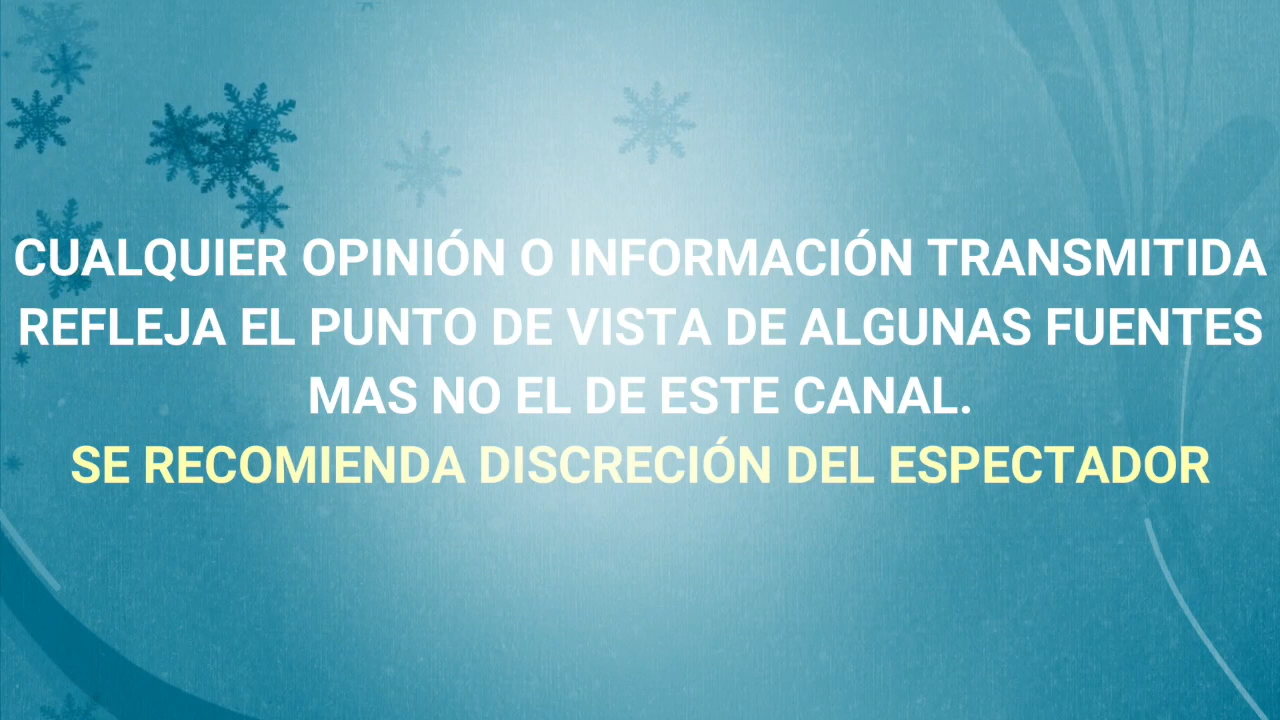 CUALQUIER OPINIÓN O INFORMACIÓN TRANSMITIDA
REFLEJA EL PUNTO DE VISTA DE ALGUNAS FUENTES
MAS NO EL DE ESTE CANAL.
SE RECOMIENDA DISCRECIÓN DEL ESPECTADOR